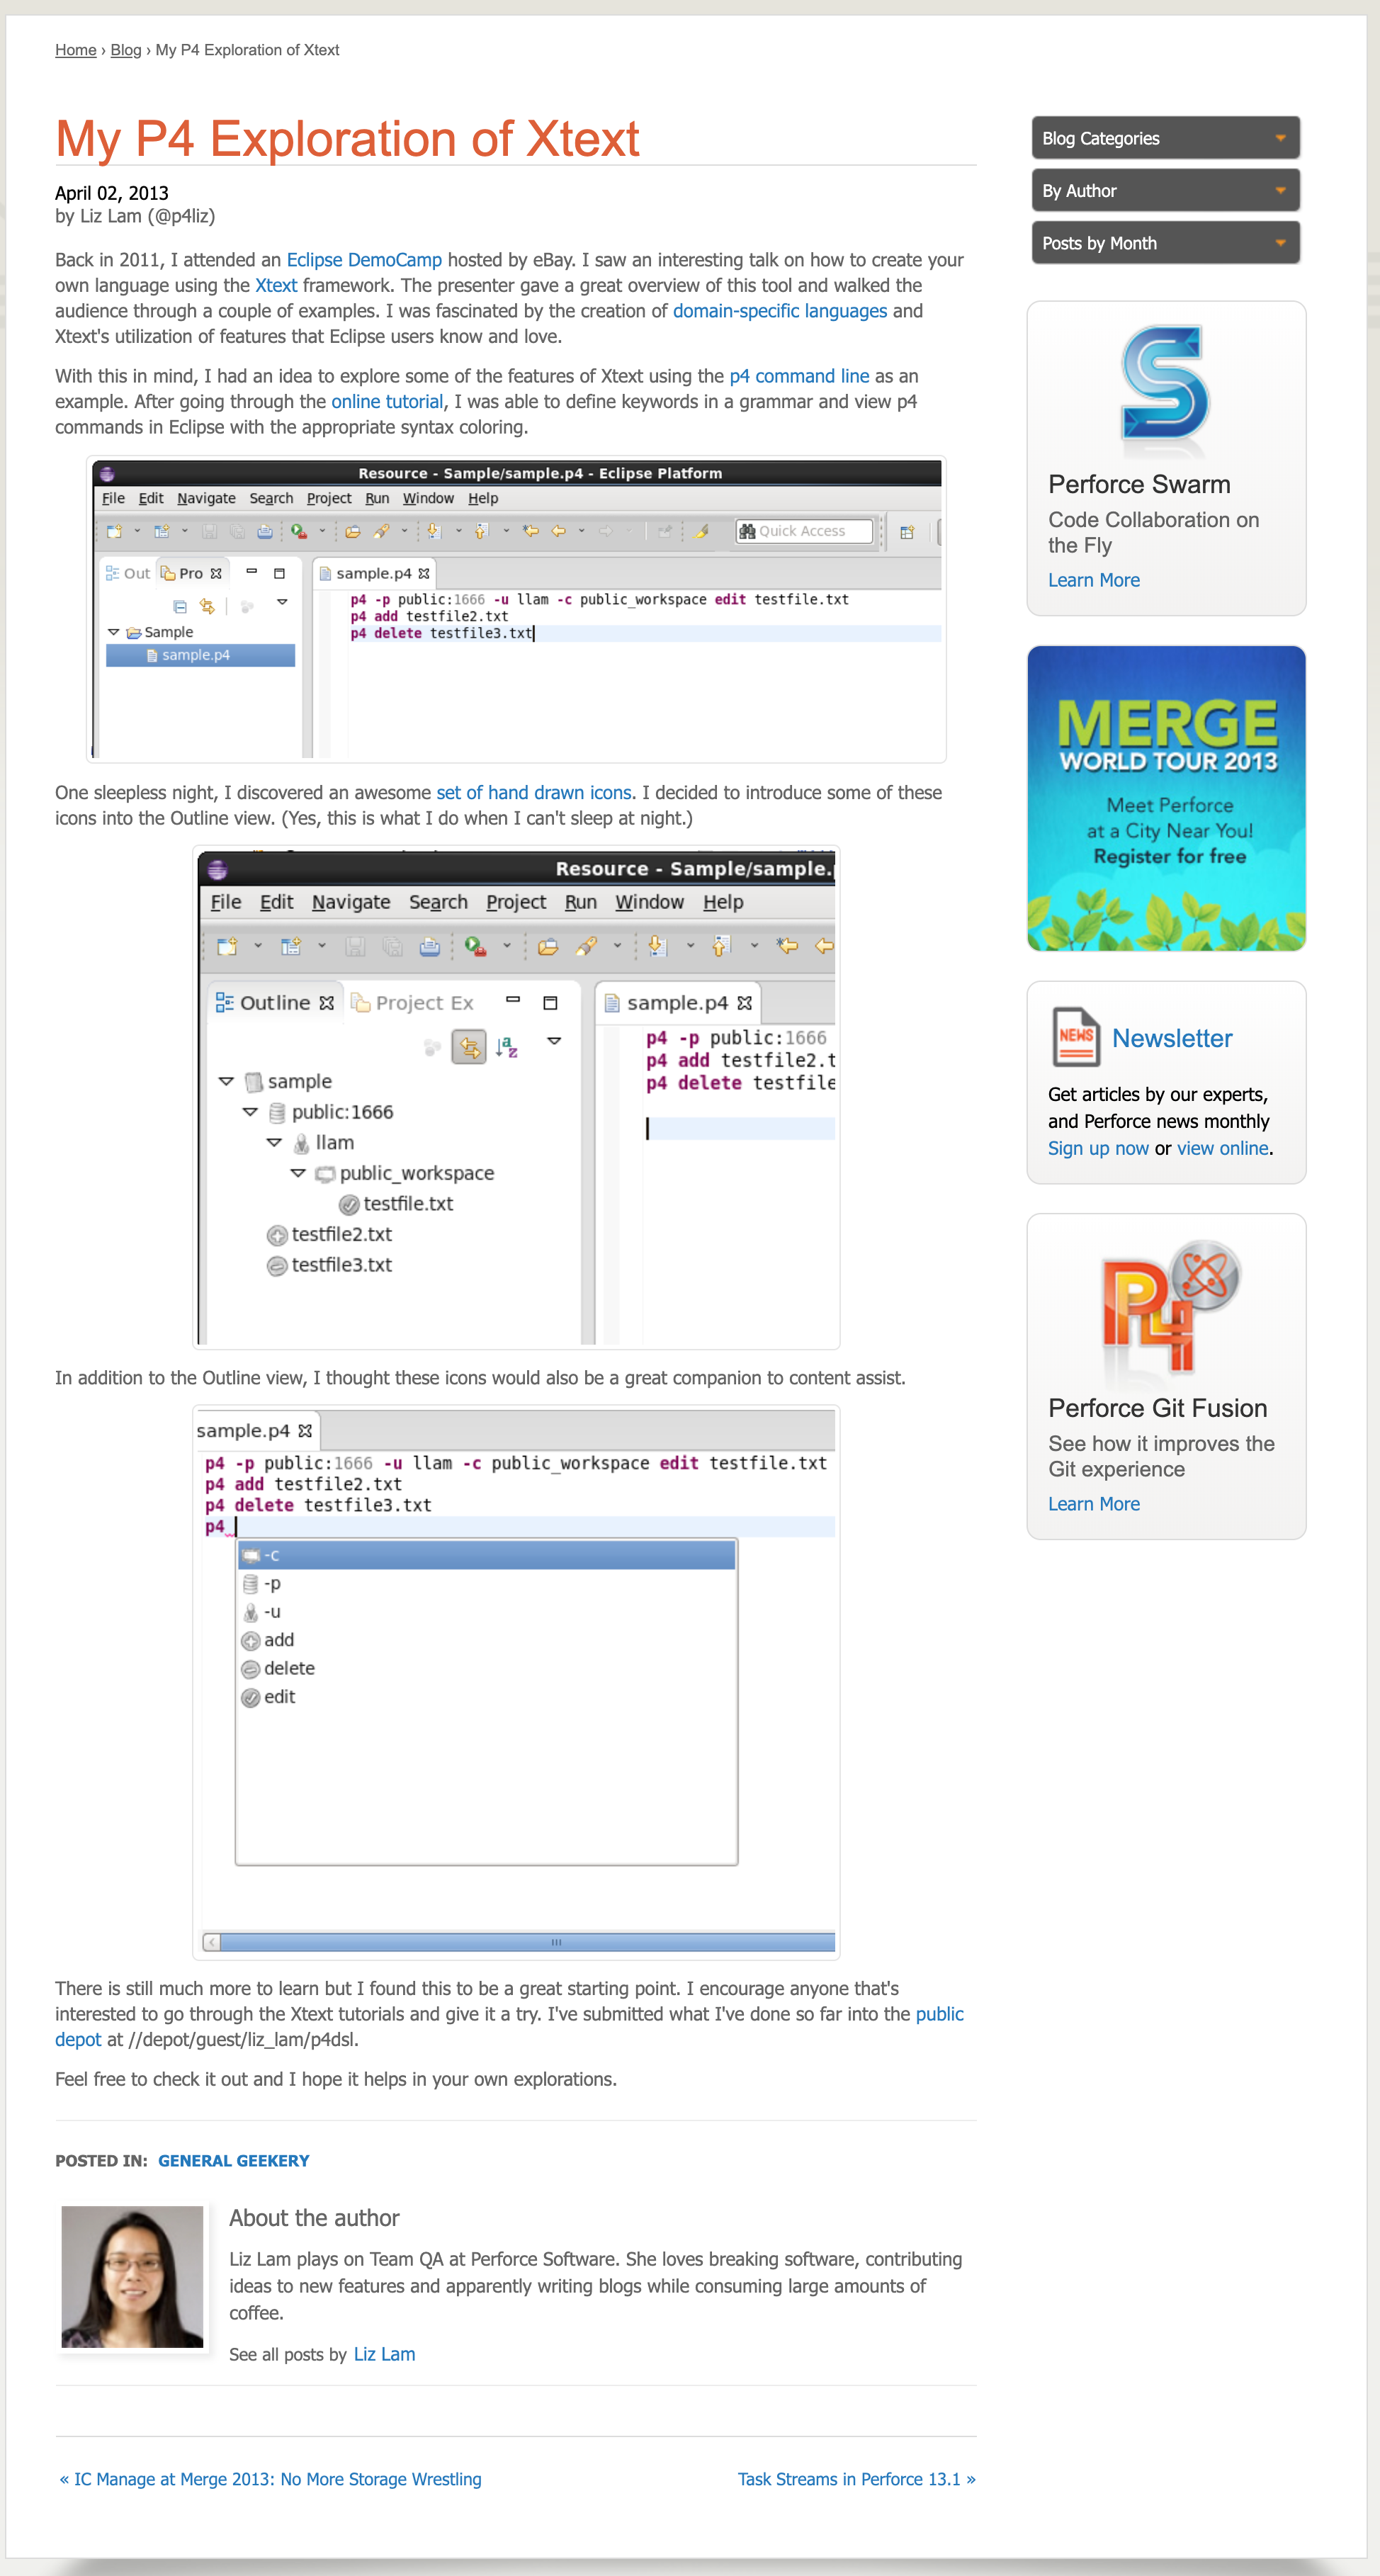 Home › Blog › My P4 Exploration of Xtext
My P4 Exploration of Xtext
April 02, 2013
by Liz Lam (@p4liz)
Back in 2011, I attended an Eclipse DemoCamp hosted by eBay. I saw an interesting talk on how to create your
own language using the Xtext framework. The presenter gave a great overview of this tool and walked the
audience through a couple of examples. I was fascinated by the creation of domain-specific languages and
Xtext's utilization of features that Eclipse users know and love.
With this in mind, I had an idea to explore some of the features of Xtext using the p4 command line as an
example. After going through the online tutorial, I was able to define keywords in a grammar and view p4
commands in Eclipse with the appropriate syntax coloring.
Resource - Sample/sample.p4 - Eclipse Platform
File Edit Navigate Search Project Run Window Help
Quick Access
Out Pro
sample.p4
Sample
sample.p4
p4 -p public:1666 -u llam -c public_workspace edit testfile.txt
p4 add testfile2.txt
p4 delete testfile3.txt
One sleepless night, I discovered an awesome set of hand drawn icons. I decided to introduce some of these
icons into the Outline view. (Yes, this is what I do when I can't sleep at night.)
Resource - Sample/sample.p
File Edit Navigate Search Project Run Window Help
Outline Project Ex
sample.p4
sample
public:1666
llam
public_workspace
testfile.txt
testfile2.txt
testfile3.txt
p4 -p public:1666
p4 add testfile2.t
p4 delete testfile
In addition to the Outline view, I thought these icons would also be a great companion to content assist.
sample.p4
p4 -p public:1666 -u llam -c public_workspace edit testfile.txt
p4 add testfile2.txt
p4 delete testfile3.txt
p4
-c
-p
-u
add
delete
edit
There is still much more to learn but I found this to be a great starting point. I encourage anyone that's
interested to go through the Xtext tutorials and give it a try. I've submitted what I've done so far into the public
depot at //depot/guest/liz_lam/p4dsl.
Feel free to check it out and I hope it helps in your own explorations.
POSTED IN: GENERAL GEEKERY
About the author
Liz Lam plays on Team QA at Perforce Software. She loves breaking software, contributing
ideas to new features and apparently writing blogs while consuming large amounts of
coffee.
See all posts by Liz Lam
« IC Manage at Merge 2013: No More Storage Wrestling
Task Streams in Perforce 13.1 »
Blog Categories
By Author
Posts by Month
Perforce Swarm
Code Collaboration on
the Fly
Learn More
MERGE
WORLD TOUR 2013
Meet Perforce
at a City Near You!
Register for free
NEWS
Newsletter
Get articles by our experts,
and Perforce news monthly
Sign up now or view online.
P4
Perforce Git Fusion
See how it improves the
Git experience
Learn More